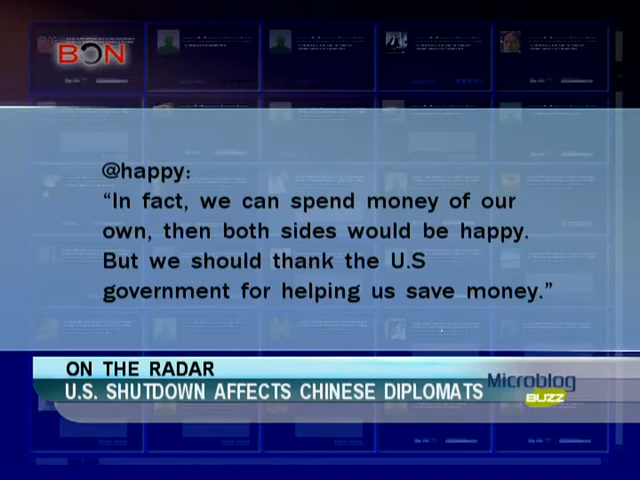 BON
@happy:
“In fact, we can spend money of our
own, then both sides would be happy.
But we should thank the U.S
government for helping us save money.”
ON THE RADAR
U.S. SHUTDOWN AFFECTS CHINESE DIPLOMATS
Microblog
BUZZ